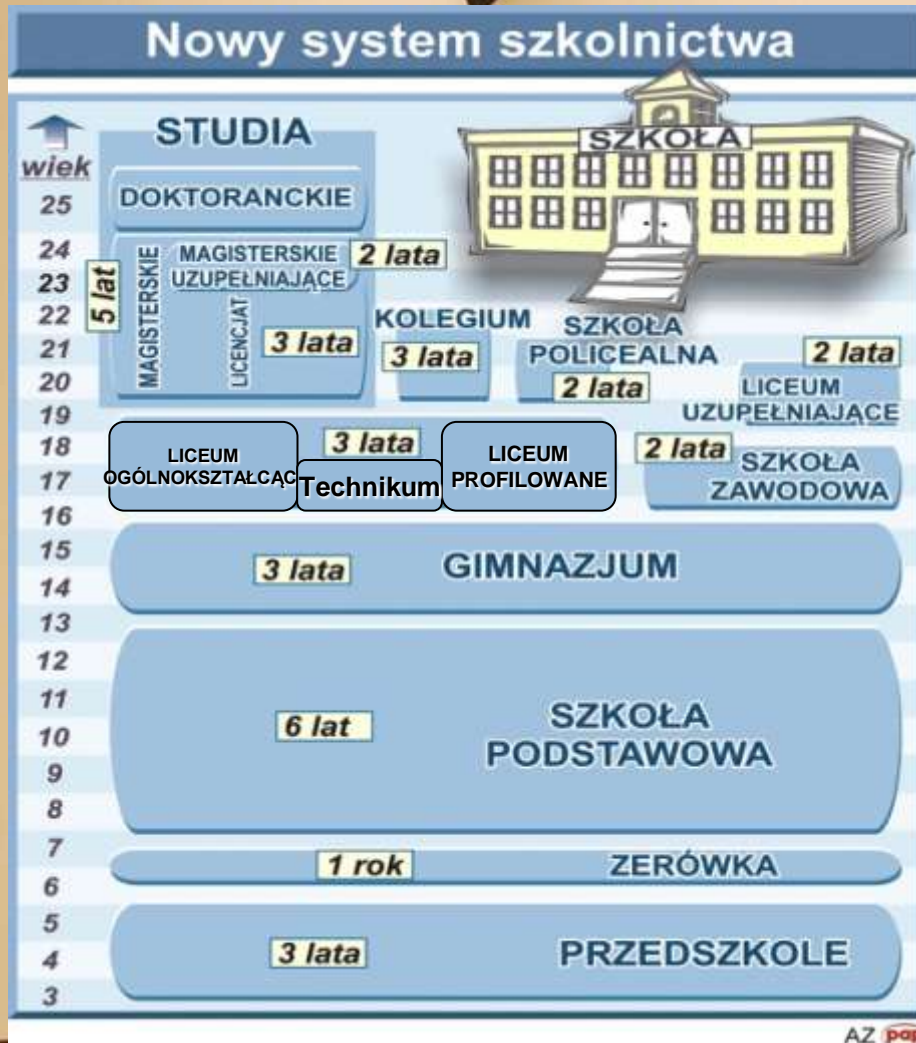 Nowy system szkolnictwa
SZKOŁA
STUDIA
wiek
25
DOKTORANCKIE
24
MAGISTERSKIE
UZUPEŁNIAJĄCE
2 lata
23
5 lat
MAGISTERSKIE
LICENCJAT
3 lata
22
KOLEGIUM
3 lata
SZKOŁA
POLICEALNA
2 lata
2 lata
LICEUM
UZUPEŁNIAJĄCE
21
20
19
18
LICEUM
OGÓLNOKSZTAŁCĄC
3 lata
Technikum
LICEUM
PROFILOWANE
2 lata
SZKOŁA
ZAWODOWA
17
16
15
3 lata
GIMNAZJUM
14
13
12
11
6 lat
SZKOŁA
PODSTAWOWA
10
9
8
7
1 rok
ZERÓWKA
6
5
4
3 lata
PRZEDSZKOLE
3
AZ pap